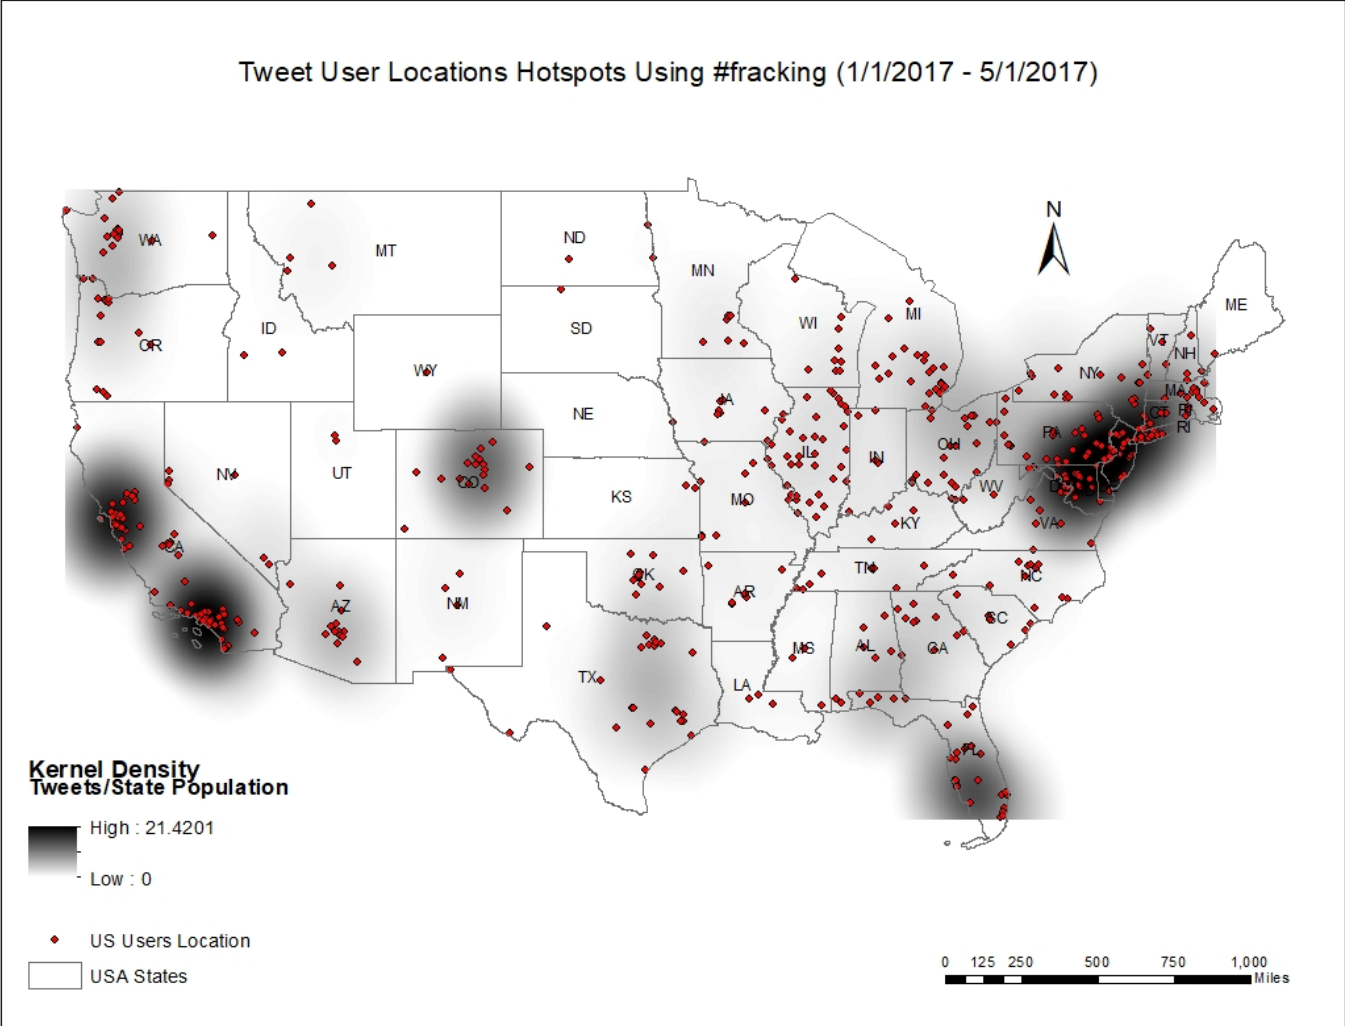 Tweet User Locations Hotspots Using #fracking (1/1/2017 - 5/1/2017)
N
WA
MT
ND
MN
ME
OR
ID
SD
WI
MI
VT
NH
WY
NY
MA
IA
NE
CT
RI
RI
PA
NV
UT
CO
IL
IN
OH
KS
MO
WV
D
VA
KY
CA
OK
AR
TN
NC
AZ
NM
SC
MS
AL
GA
TX
LA
FL
Kernel Density
Tweets/State Population
High : 21.4201
Low : 0
US Users Location
USA States
0 125 250 500 750 1,000
Miles